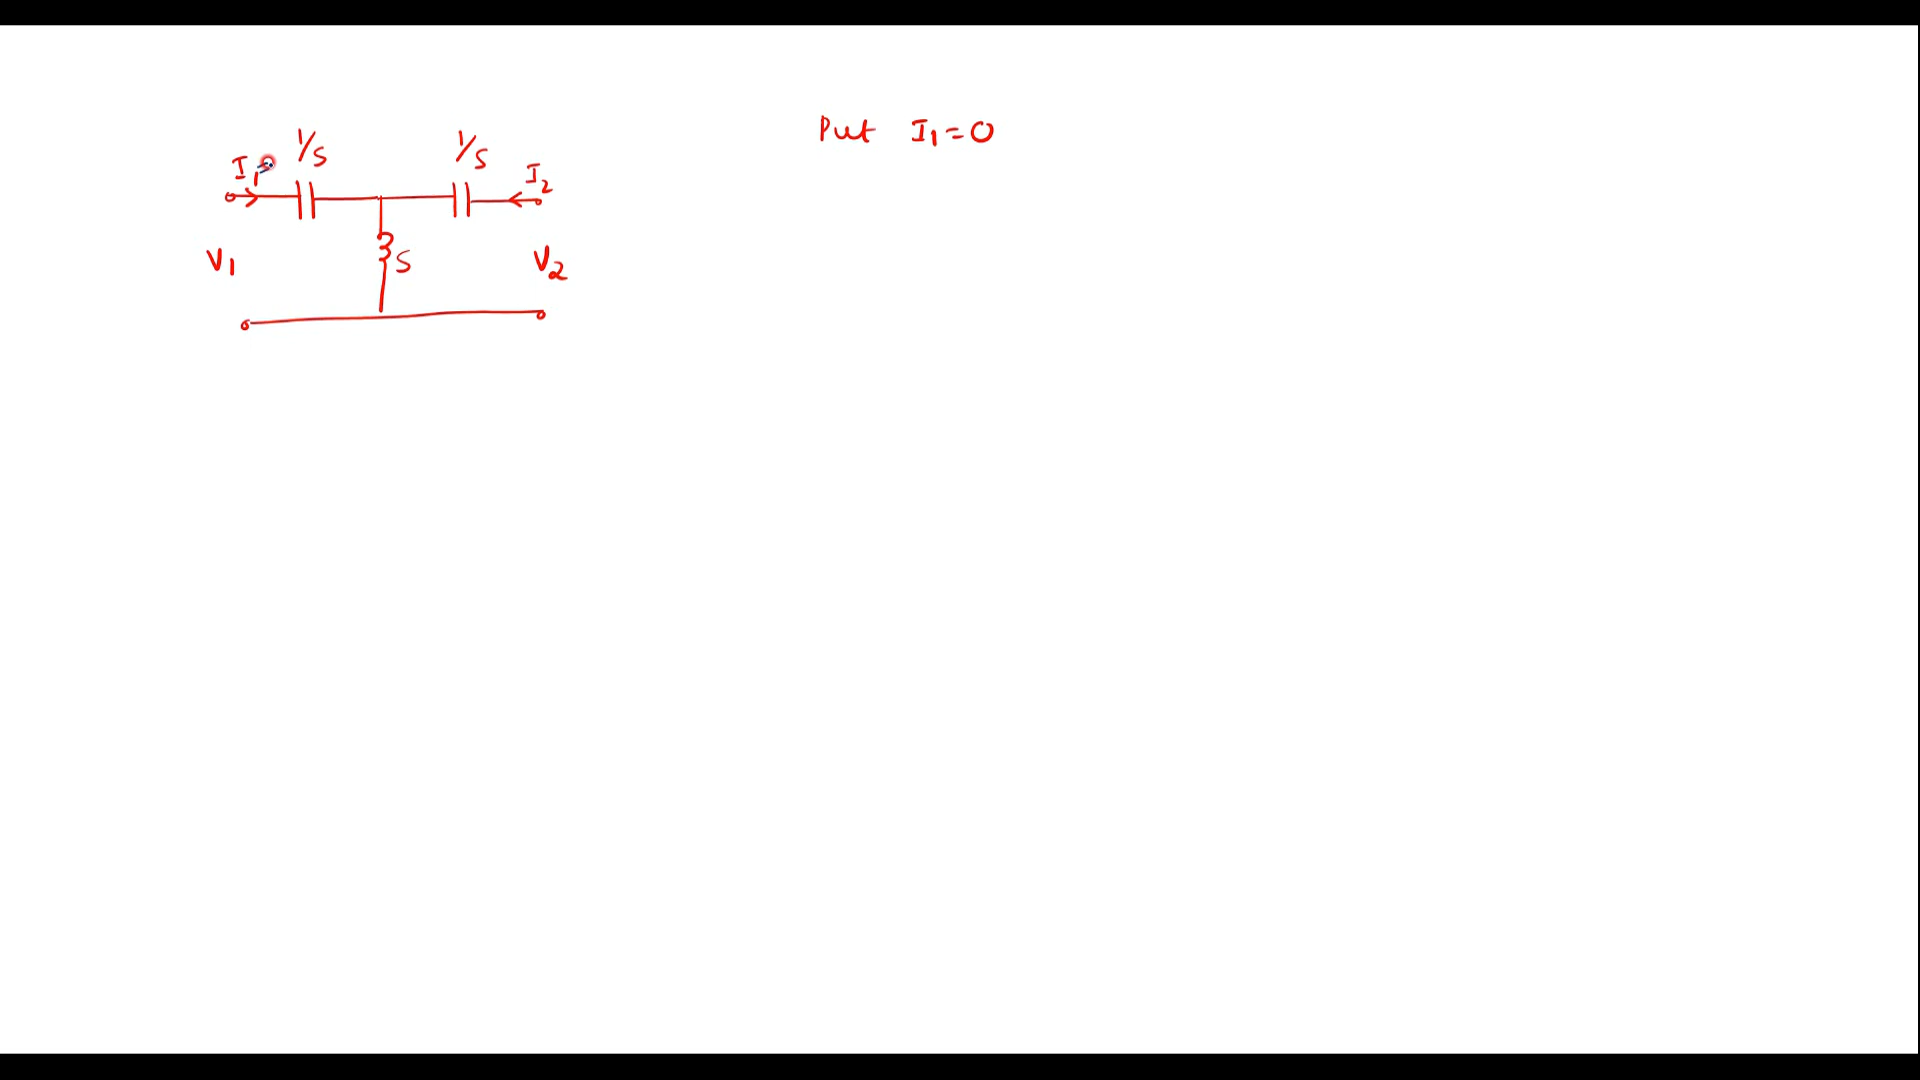 Put I₁=0
1/s 1/s
I₁ I₂
V₁ s V₂